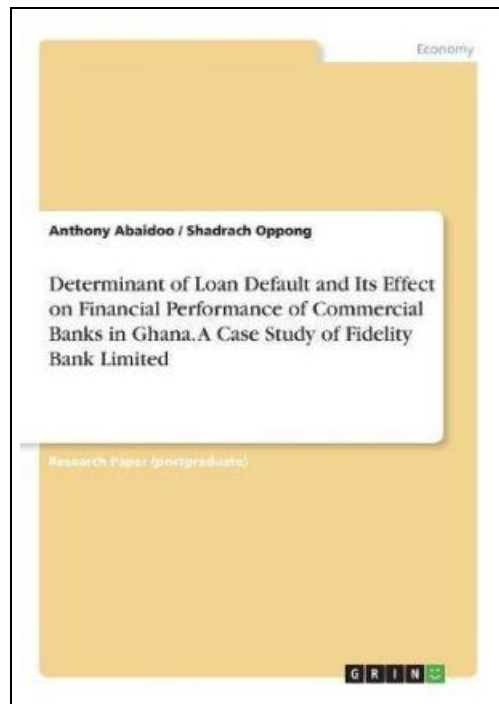 Economy
Anthony Abaidoo / Shadrach Oppong
Determinant of Loan Default and Its Effect
on Financial Performance of Commercial
Banks in Ghana. A Case Study of Fidelity
Bank Limited
Research Paper (postgraduate)
GRIN